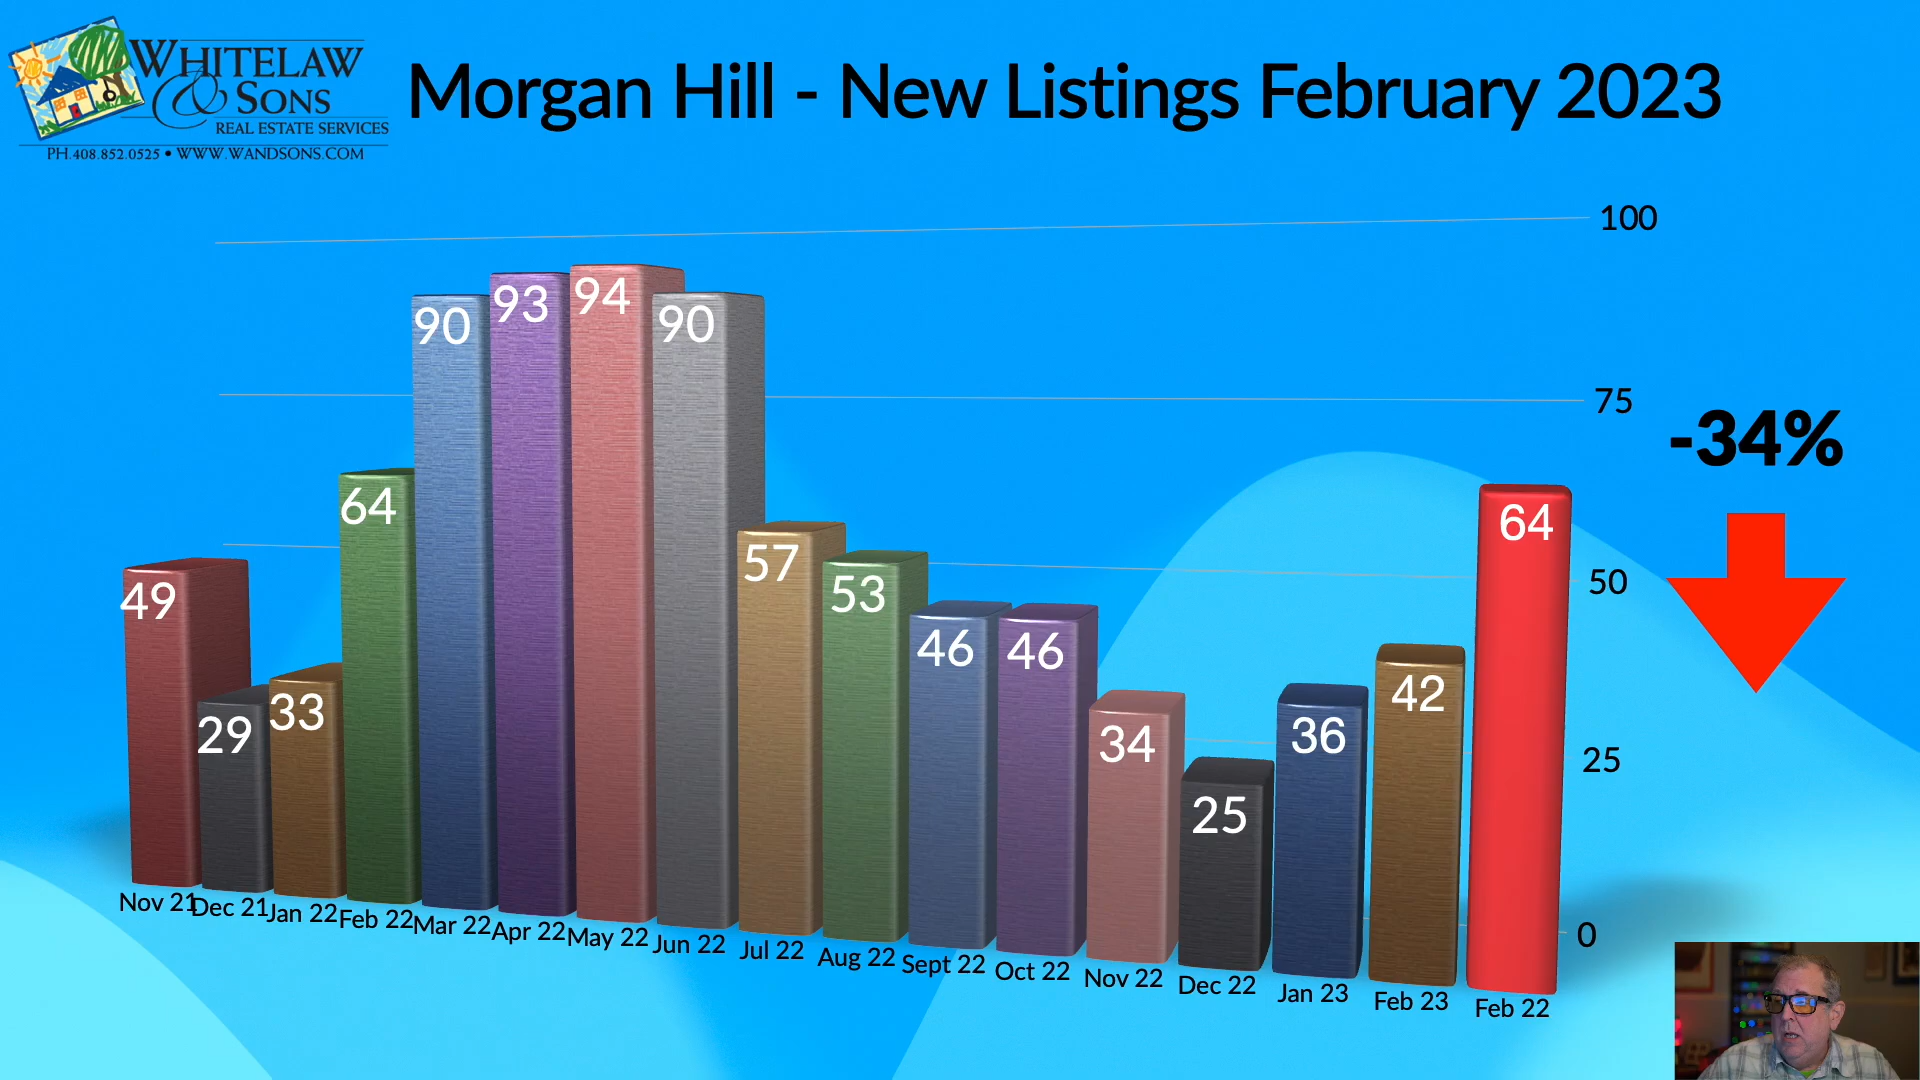 WHITELAW
& SONS
REAL ESTATE SERVICES
PH.408.852.0525 • WWW.WANDSONS.COM
Morgan Hill - New Listings February 2023
100
75
50
25
0
-34%
49
29
33
64
90
93
94
90
57
53
46
46
34
25
36
42
64
Nov 21
Dec 21
Jan 22
Feb 22
Mar 22
Apr 22
May 22
Jun 22
Jul 22
Aug 22
Sept 22
Oct 22
Nov 22
Dec 22
Jan 23
Feb 23
Feb 22